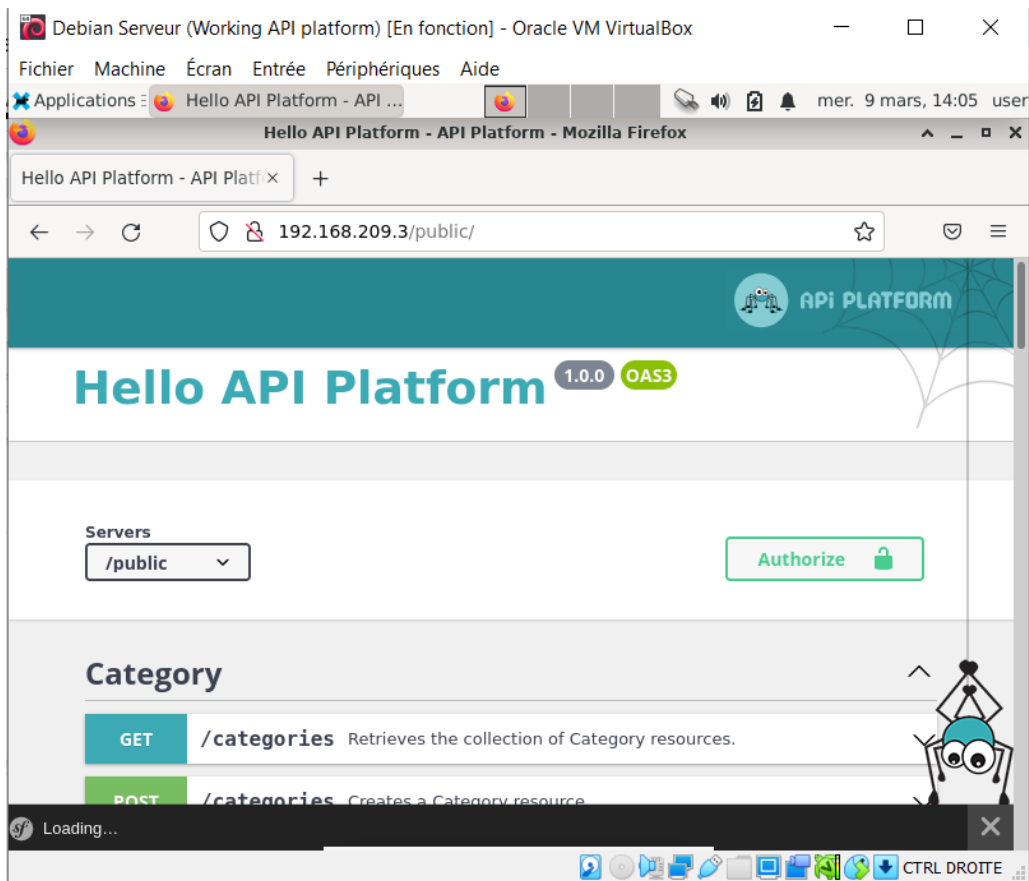 Debian Serveur (Working API platform) [En fonction] - Oracle VM VirtualBox
Fichier Machine Écran Entrée Périphériques Aide
Applications Hello API Platform - API ... mer. 9 mars, 14:05 user
Hello API Platform - API Platform - Mozilla Firefox
Hello API Platform - API Platf
192.168.209.3/public/
API PLATFORM
Hello API Platform 1.0.0 OAS3
Servers
/public
Authorize
Category
GET /categories Retrieves the collection of Category resources.
POST /categories Creates a Category resource.
sf Loading...
CTRL DROITE